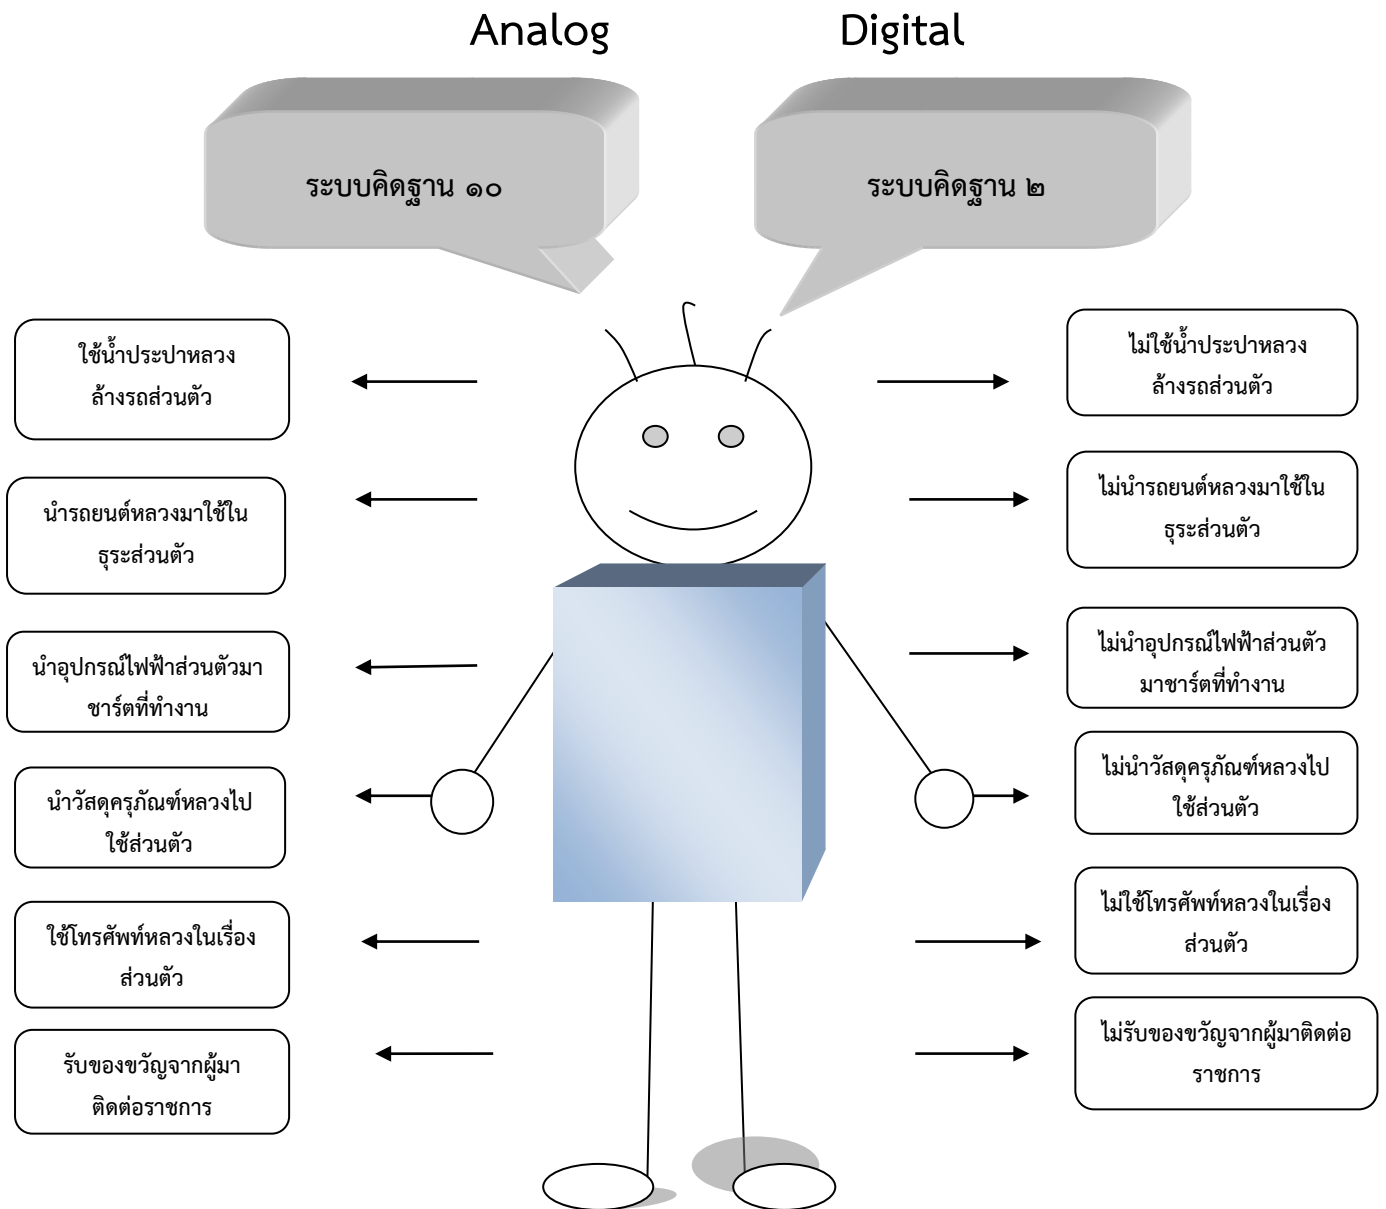 Analog
Digital
ระบบคิดฐาน ๑๐
ระบบคิดฐาน ๒
ใช้น้ำประปาหลวง
ล้างรถส่วนตัว
นำรถยนต์หลวงมาใช้ใน
ธุระส่วนตัว
นำอุปกรณ์ไฟฟ้าส่วนตัวมา
ชาร์ตที่ทำงาน
นำวัสดุครุภัณฑ์หลวงไป
ใช้ส่วนตัว
ใช้โทรศัพท์หลวงในเรื่อง
ส่วนตัว
รับของขวัญจากผู้มา
ติดต่อราชการ
ไม่ใช้น้ำประปาหลวง
ล้างรถส่วนตัว
ไม่นำรถยนต์หลวงมาใช้ใน
ธุระส่วนตัว
ไม่นำอุปกรณ์ไฟฟ้าส่วนตัว
มาชาร์ตที่ทำงาน
ไม่นำวัสดุครุภัณฑ์หลวงไป
ใช้ส่วนตัว
ไม่ใช้โทรศัพท์หลวงในเรื่อง
ส่วนตัว
ไม่รับของขวัญจากผู้มาติดต่อ
ราชการ